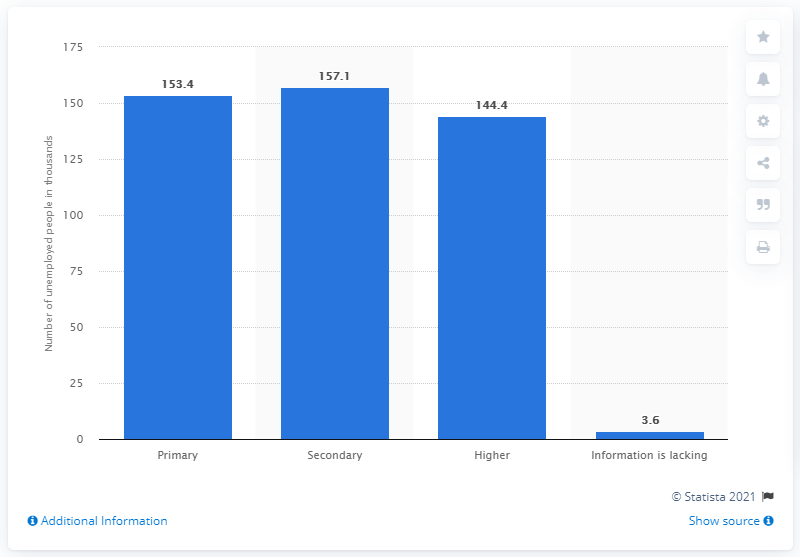 Number of unemployed people in thousands
175
150
125
100
75
50
25
0
153.4
157.1
144.4
3.6
Primary
Secondary
Higher
Information is lacking
© Statista 2021
Additional Information
Show source